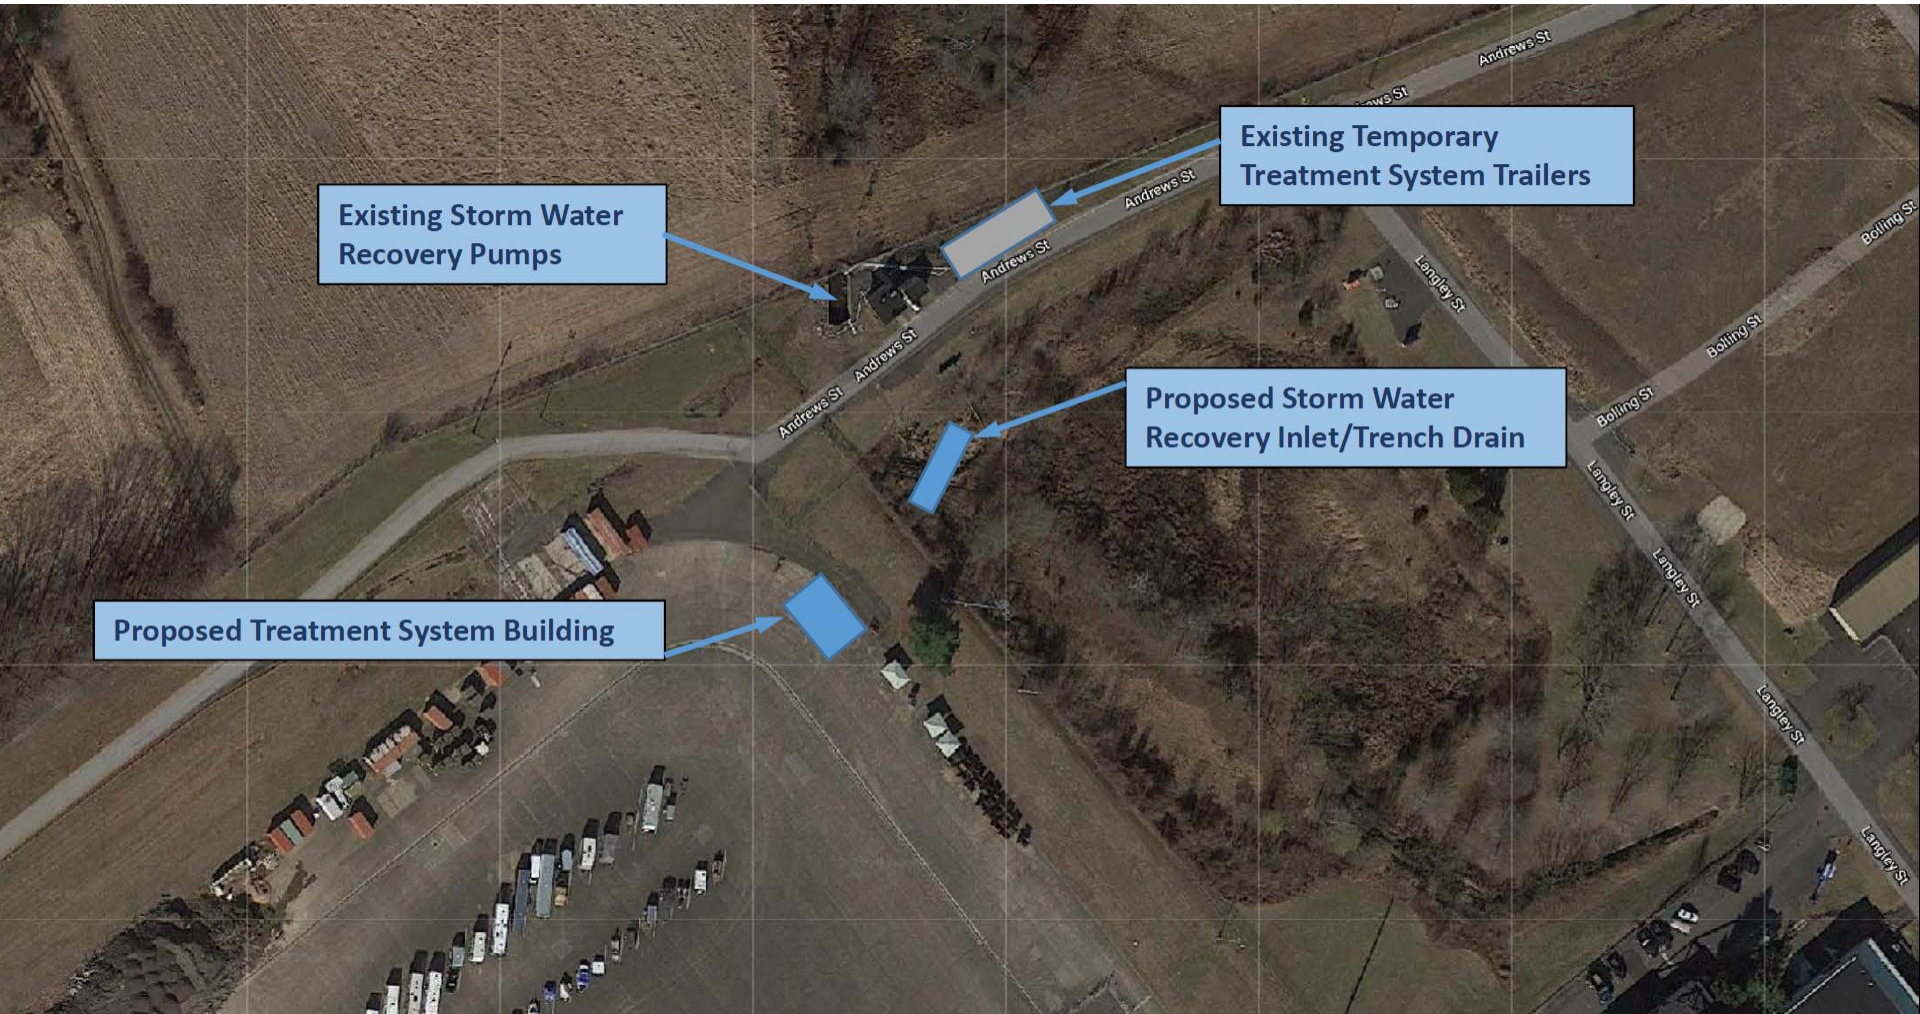 Andrews St
ews St
Existing Temporary
Treatment System Trailers
Andrews St
Existing Storm Water
Recovery Pumps
Bolling St
Andrews St
Langley St
Bolling St
Andrews St
Andrews St
Proposed Storm Water
Recovery Inlet/Trench Drain
Bolling St
Langley St
Langley St
Proposed Treatment System Building
Langley St
Langley St